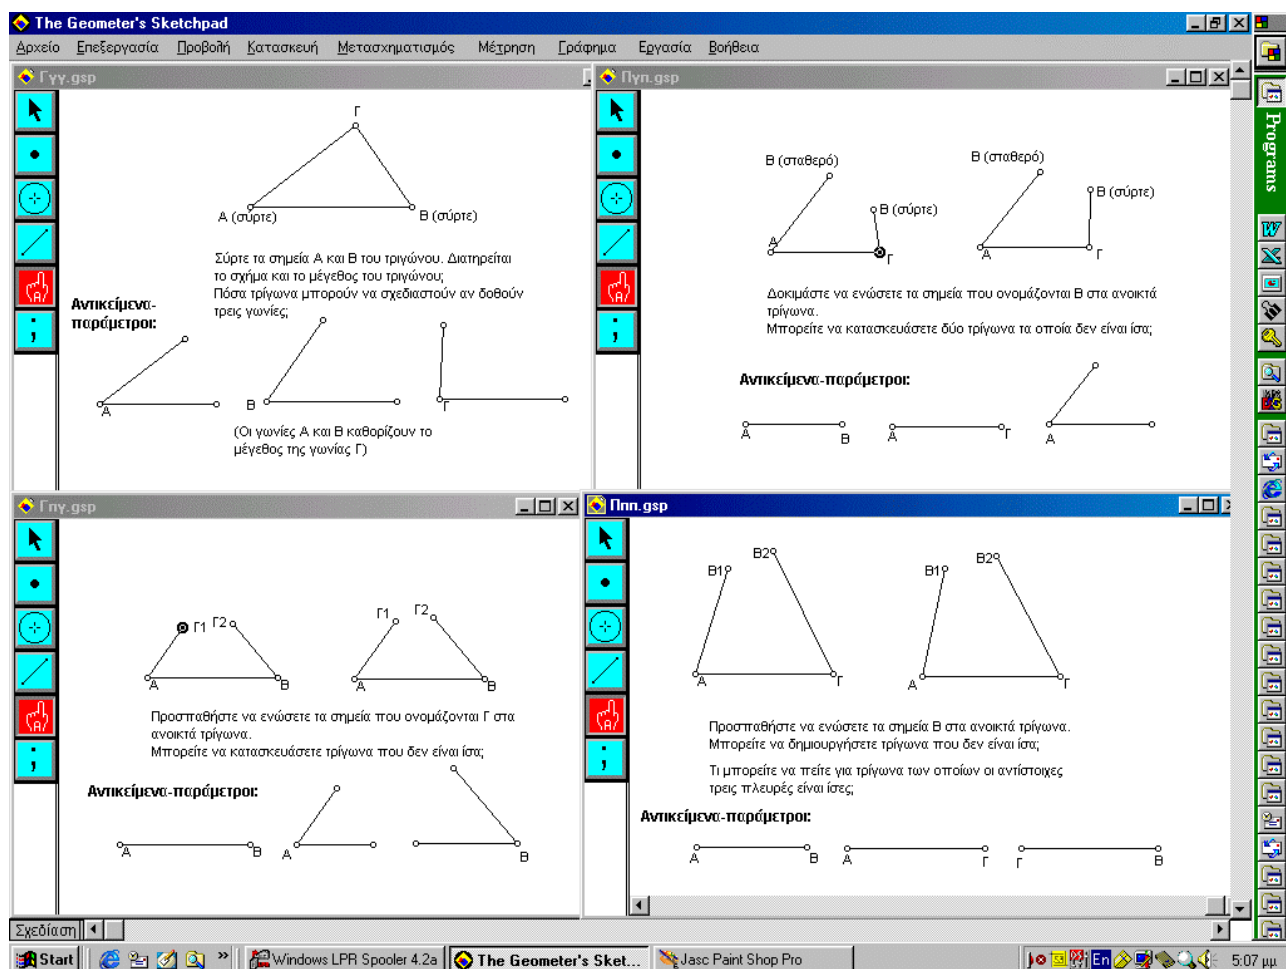 The Geometer's Sketchpad
Αρχείο Επεξεργασία Προβολή Κατασκευή Μετασχηματισμός Μέτρηση Γράφημα Εργασία Βοήθεια
Γγγ.gsp
Γ
Α (σύρτε)
Β (σύρτε)
Σύρτε τα σημεία Α και Β του τριγώνου. Διατηρείται
το σχήμα και το μέγεθος του τριγώνου;
Πόσα τρίγωνα μπορούν να σχεδιαστούν αν δοθούν
τρεις γωνίες;
Αντικείμενα-
παράμετροι:
Α
Β
Γ
(Οι γωνίες Α και Β καθορίζουν το
μέγεθος της γωνίας Γ)
Πγπ.gsp
Β (σταθερό)
Β (σταθερό)
Β (σύρτε)
Β (σύρτε)
Α
Γ
Α
Γ
Δοκιμάστε να ενώσετε τα σημεία που ονομάζονται Β στα ανοικτά
τρίγωνα.
Μπορείτε να κατασκευάσετε δύο τρίγωνα τα οποία δεν είναι ίσα;
Αντικείμενα-παράμετροι:
Α
Β
Α
Γ
Α
Γπγ.gsp
Γ1 Γ2
Γ1 Γ2
Α
Β
Α
Β
Προσπαθήστε να ενώσετε τα σημεία που ονομάζονται Γ στα
ανοικτά τρίγωνα.
Μπορείτε να κατασκευάσετε τρίγωνα που δεν είναι ίσα;
Αντικείμενα-παράμετροι:
Α
Β
Α
Β
Πππ.gsp
Β1
Β2
Β1
Β2
Α
Γ
Α
Γ
Προσπαθήστε να ενώσετε τα σημεία Β στα ανοικτά τρίγωνα.
Μπορείτε να δημιουργήσετε τρίγωνα που δεν είναι ίσα;
Τι μπορείτε να πείτε για τρίγωνα των οποίων οι αντίστοιχες
τρεις πλευρές είναι ίσες;
Αντικείμενα-παράμετροι:
Α
Β
Α
Γ
Γ
Β
Programs
Σχεδίαση
Start
Windows LPR Spooler 4.2a
The Geometer's Sket...
Jasc Paint Shop Pro
En
5:07 μμ